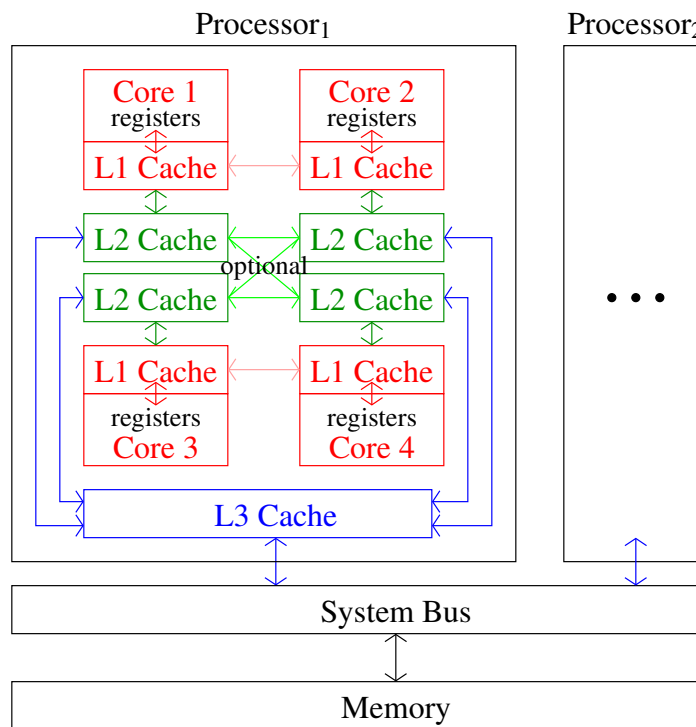 Processor1 Processor2
Core 1 Core 2
registers registers
L1 Cache L1 Cache
L2 Cache L2 Cache
optional
L2 Cache L2 Cache
L1 Cache L1 Cache
registers registers
Core 3 Core 4
L3 Cache
System Bus
Memory